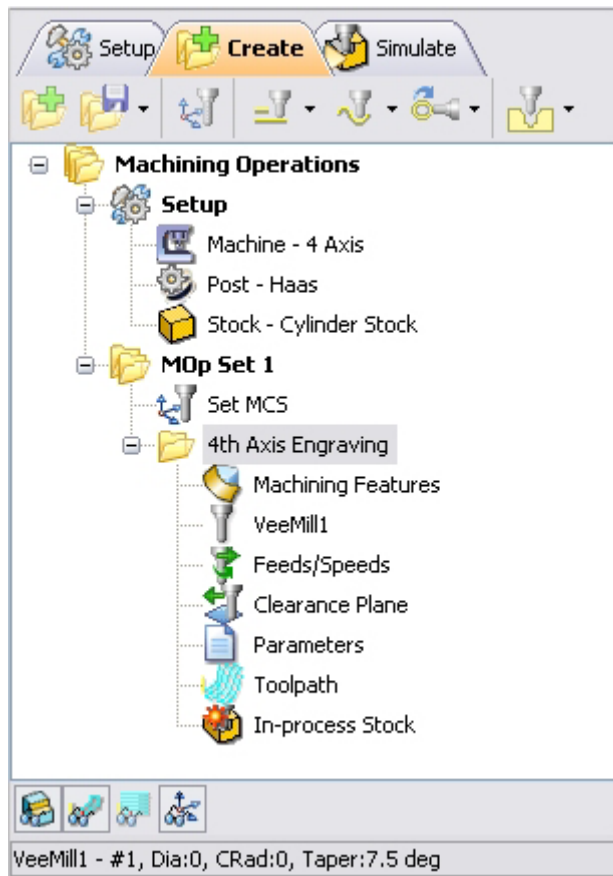 Setup Create Simulate
Machining Operations
Setup
Machine - 4 Axis
Post - Haas
Stock - Cylinder Stock
MOp Set 1
Set MCS
4th Axis Engraving
Machining Features
VeeMill1
Feeds/Speeds
Clearance Plane
Parameters
Toolpath
In-process Stock
VeeMill1 - #1, Dia:0, CRad:0, Taper:7.5 deg